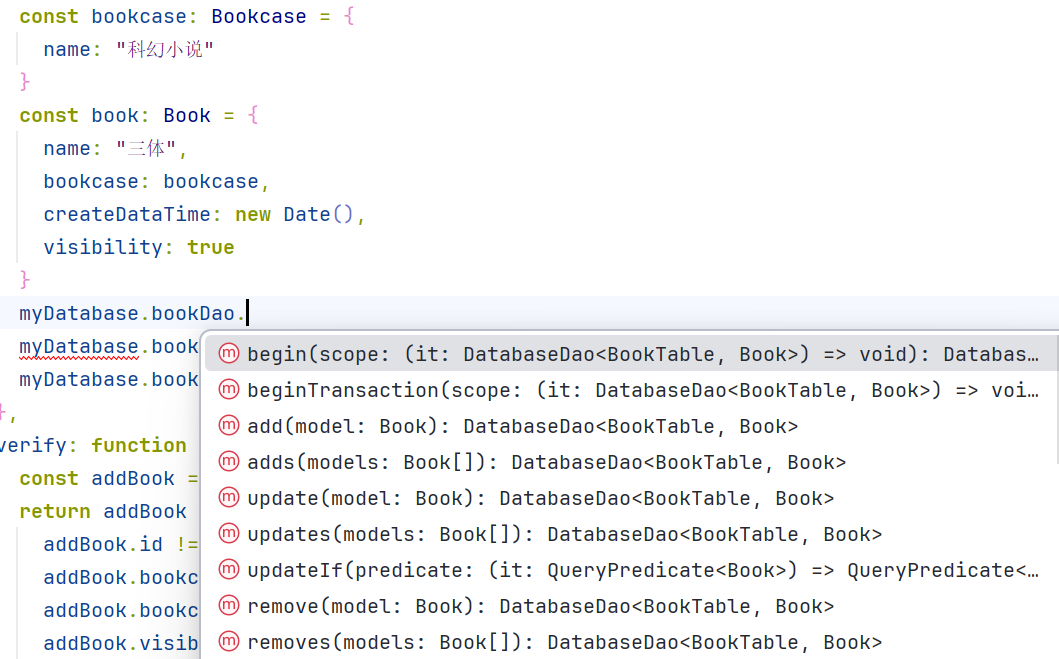 const bookcase: Bookcase = {
name: "科幻小说"
}
const book: Book = {
name: "三体",
bookcase: bookcase,
createDataTime: new Date(),
visibility: true
}
myDatabase.bookDao.
myDatabase.book
myDatabase.book
},
verify: function
const addBook =
return addBook
addBook.id !=
addBook.bookc
addBook.bookc
addBook.visib
begin(scope: (it: DatabaseDao<BookTable, Book>) => void): Databas…
beginTransaction(scope: (it: DatabaseDao<BookTable, Book>) => voi…
add(model: Book): DatabaseDao<BookTable, Book>
adds(models: Book[]): DatabaseDao<BookTable, Book>
update(model: Book): DatabaseDao<BookTable, Book>
updates(models: Book[]): DatabaseDao<BookTable, Book>
updateIf(predicate: (it: QueryPredicate<Book>) => QueryPredicate<…
remove(model: Book): DatabaseDao<BookTable, Book>
removes(models: Book[]): DatabaseDao<BookTable, Book>